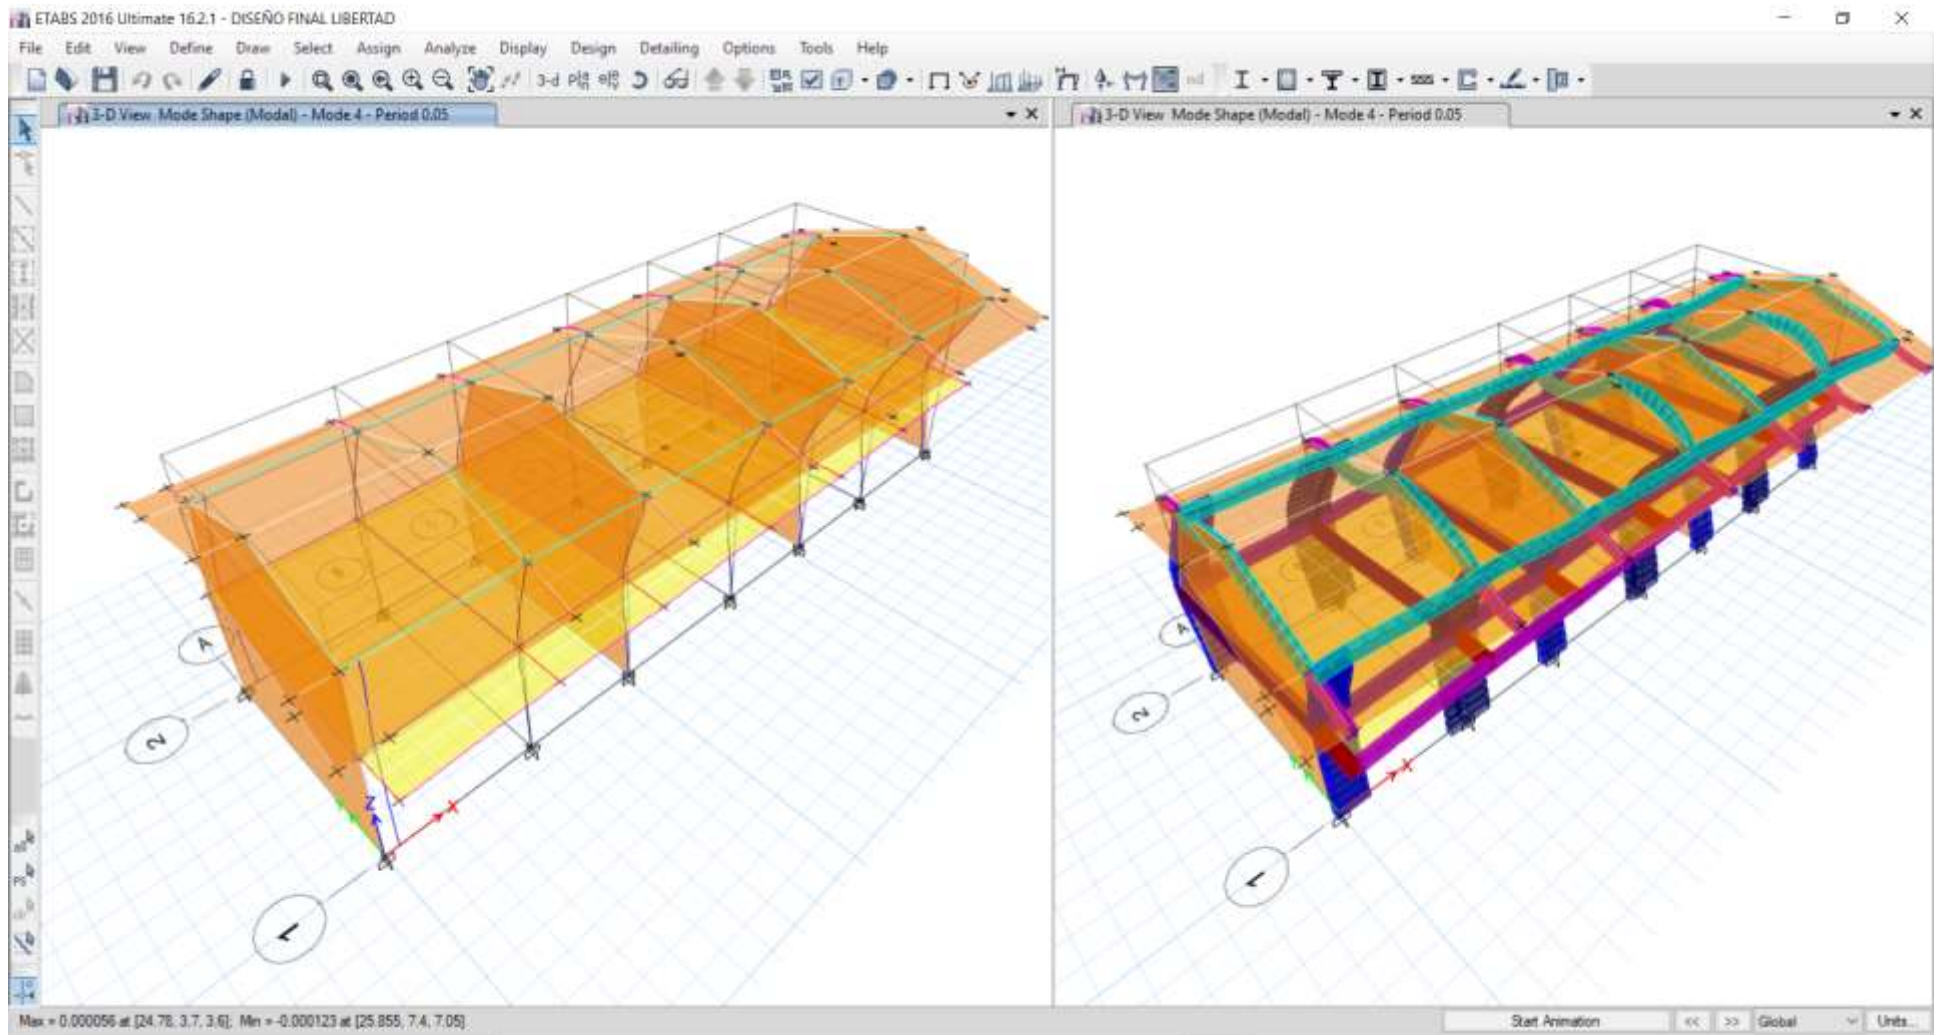 ETABS 2016 Ultimate 16.2.1 - DISEÑO FINAL LIBERTAD
File Edit View Define Draw Select Assign Analyze Display Design Detailing Options Tools Help
3-d
3-D View Mode Shape (Modal) - Mode 4 - Period 0.05
3-D View Mode Shape (Modal) - Mode 4 - Period 0.05
A
2
Z
X
1
A
2
X
1
Max = 0.000056 at [24.78, 3.7, 3.6]; Min = -0.000123 at [25.855, 7.4, 7.05]
Start Animation << >> Global Units...